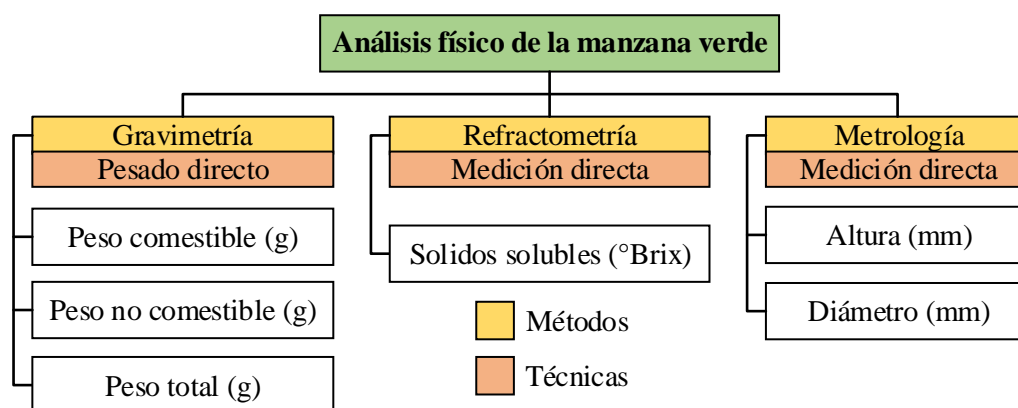 Análisis físico de la manzana verde
Gravimetría
Pesado directo
Peso comestible (g)
Peso no comestible (g)
Peso total (g)
Refractometría
Medición directa
Solidos solubles (°Brix)
Métodos
Técnicas
Metrología
Medición directa
Altura (mm)
Diámetro (mm)